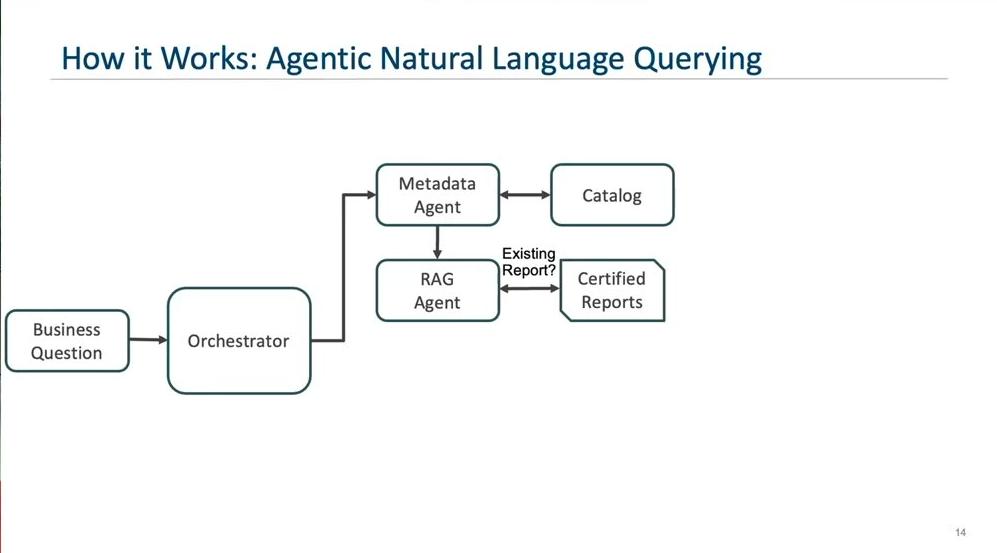 How it Works: Agentic Natural Language Querying
Metadata
Agent
Catalog
Existing
Report?
RAG
Agent
Certified
Reports
Business
Question
Orchestrator
14